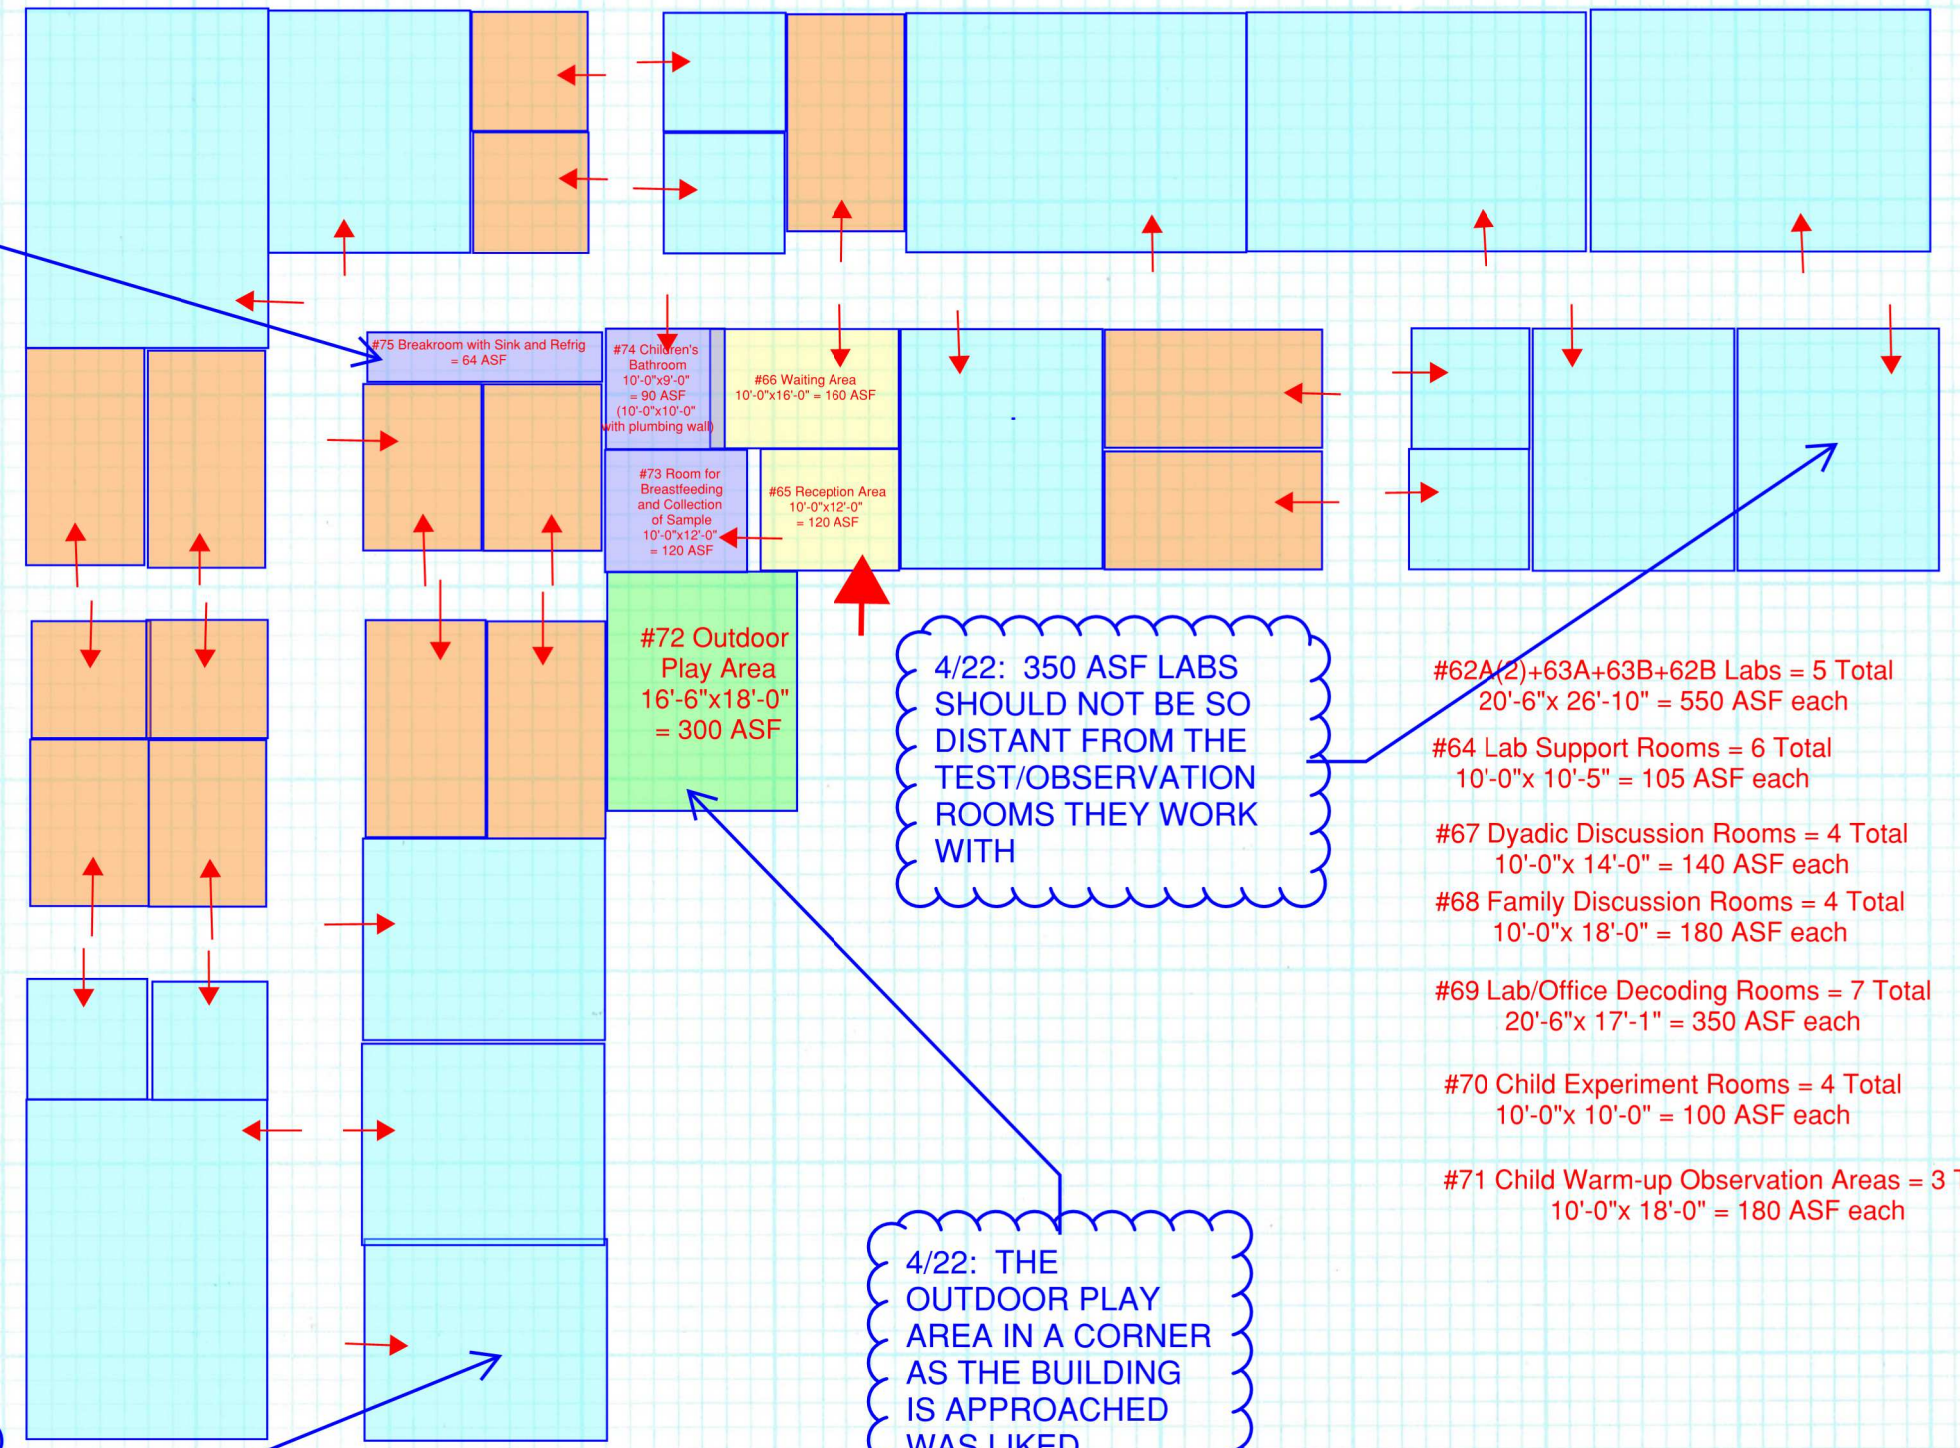 #75 Breakroom with Sink and Refrig
= 64 ASF
#74 Children's
Bathroom
10'-0"x9'-0"
= 90 ASF
(10'-0"x10'-0"
with plumbing wall)
#66 Waiting Area
10'-0"x16'-0" = 160 ASF
#73 Room for
Breastfeeding
and Collection
of Sample
10'-0"x12'-0"
= 120 ASF
#65 Reception Area
10'-0"x12'-0"
= 120 ASF
#72 Outdoor
Play Area
16'-6"x18'-0"
= 300 ASF
4/22: 350 ASF LABS
SHOULD NOT BE SO
DISTANT FROM THE
TEST/OBSERVATION
ROOMS THEY WORK
WITH
#62A(2)+63A+63B+62B Labs = 5 Total
20'-6"x 26'-10" = 550 ASF each
#64 Lab Support Rooms = 6 Total
10'-0"x 10'-5" = 105 ASF each
#67 Dyadic Discussion Rooms = 4 Total
10'-0"x 14'-0" = 140 ASF each
#68 Family Discussion Rooms = 4 Total
10'-0"x 18'-0" = 180 ASF each
#69 Lab/Office Decoding Rooms = 7 Total
20'-6"x 17'-1" = 350 ASF each
#70 Child Experiment Rooms = 4 Total
10'-0"x 10'-0" = 100 ASF each
#71 Child Warm-up Observation Areas = 3 T
10'-0"x 18'-0" = 180 ASF each
4/22: THE
OUTDOOR PLAY
AREA IN A CORNER
AS THE BUILDING
IS APPROACHED
WAS LIKED